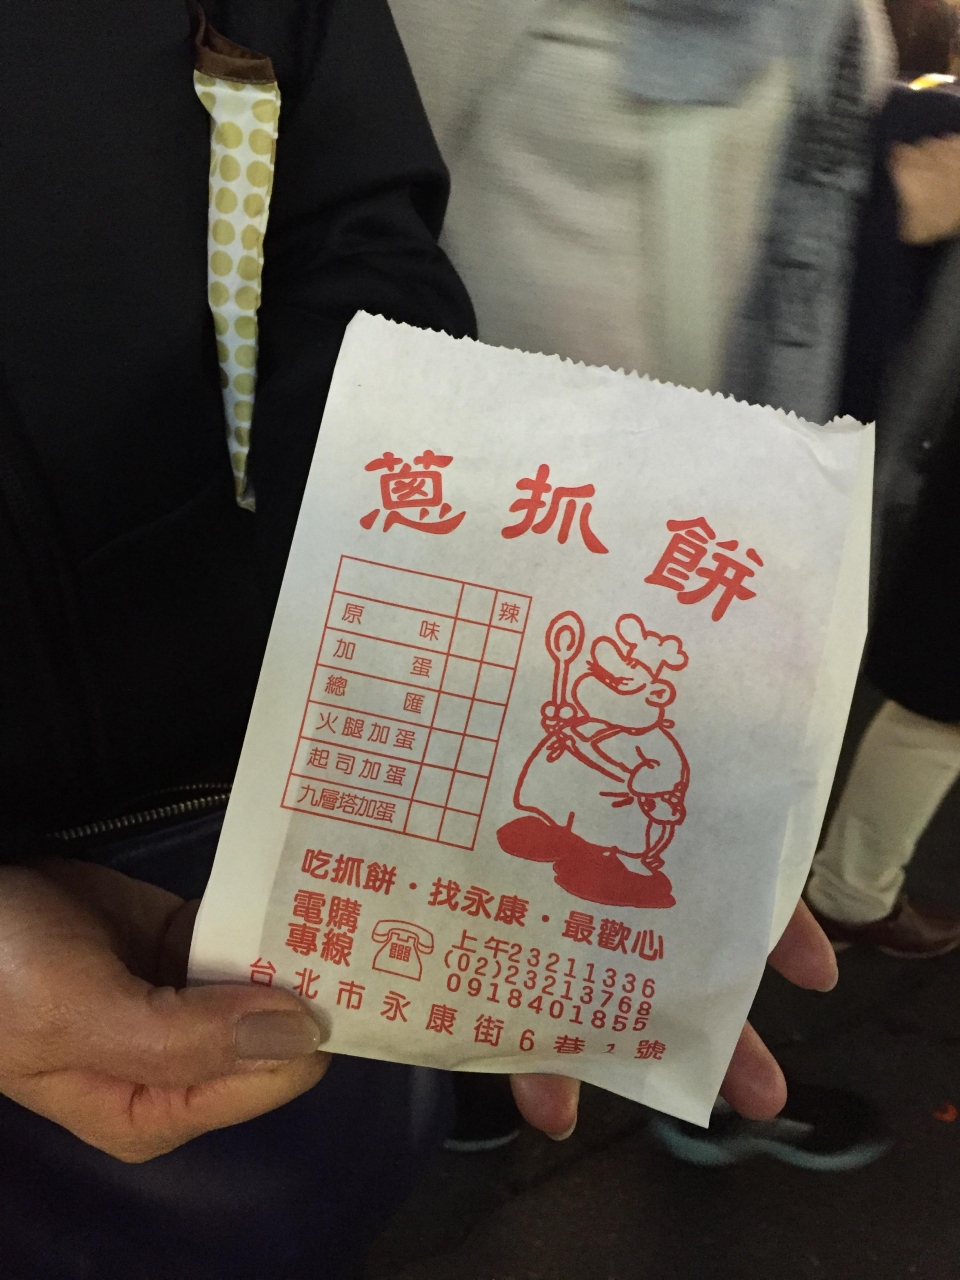 蔥抓餅
辣
原味
加蛋
總匯
火腿加蛋
起司加蛋
九層塔加蛋
吃抓餅・找永康・最歡心
電購專線
上午23211336
(02)23213768
0918401855
台北市永康街6巷1號